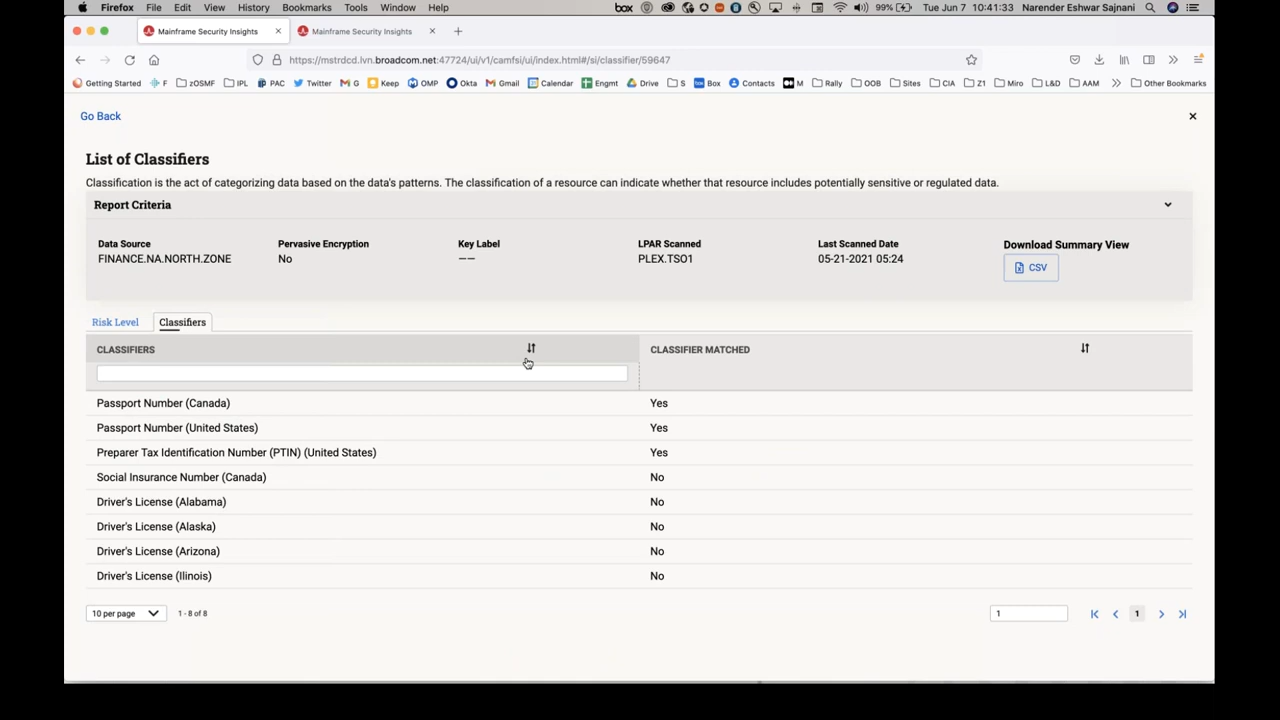 Firefox File Edit View History Bookmarks Tools Window Help box 99% Tue Jun 7 10:41:33 Narender Eshwar Sajnani
Mainframe Security Insights Mainframe Security Insights
https://mstrdcd.lvn.broadcom.net:47724/ui/v1/camfsi/ui/index.html#/si/classifier/59647
Getting Started F zOSMF IPL PAC Twitter G Keep OMP Okta Gmail Calendar Engmt Drive S Box Contacts M Rally OOB Sites CIA Z1 Miro L&D AAM Other Bookmarks
Go Back
List of Classifiers
Classification is the act of categorizing data based on the data's patterns. The classification of a resource can indicate whether that resource includes potentially sensitive or regulated data.
Report Criteria
Data Source Pervasive Encryption Key Label LPAR Scanned Last Scanned Date Download Summary View
FINANCE.NA.NORTH.ZONE No —— PLEX.TSO1 05-21-2021 05:24 CSV
Risk Level Classifiers
CLASSIFIERS CLASSIFIER MATCHED
Passport Number (Canada) Yes
Passport Number (United States) Yes
Preparer Tax Identification Number (PTIN) (United States) Yes
Social Insurance Number (Canada) No
Driver's License (Alabama) No
Driver's License (Alaska) No
Driver's License (Arizona) No
Driver's License (Ilinois) No
10 per page 1 - 8 of 8 1 1